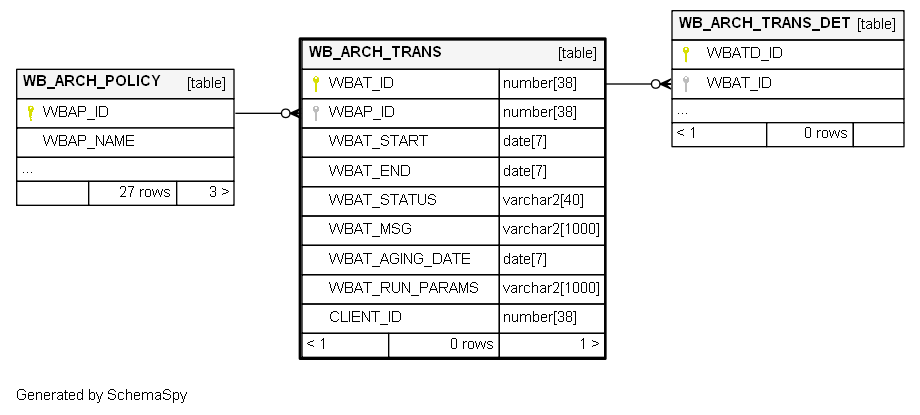 WB_ARCH_POLICY [table]
WBAP_ID
WBAP_NAME
...
27 rows 3 >
WB_ARCH_TRANS [table]
WBAT_ID number[38]
WBAP_ID number[38]
WBAT_START date[7]
WBAT_END date[7]
WBAT_STATUS varchar2[40]
WBAT_MSG varchar2[1000]
WBAT_AGING_DATE date[7]
WBAT_RUN_PARAMS varchar2[1000]
CLIENT_ID number[38]
< 1 0 rows 1 >
WB_ARCH_TRANS_DET [table]
WBATD_ID
WBAT_ID
...
< 1 0 rows
Generated by SchemaSpy